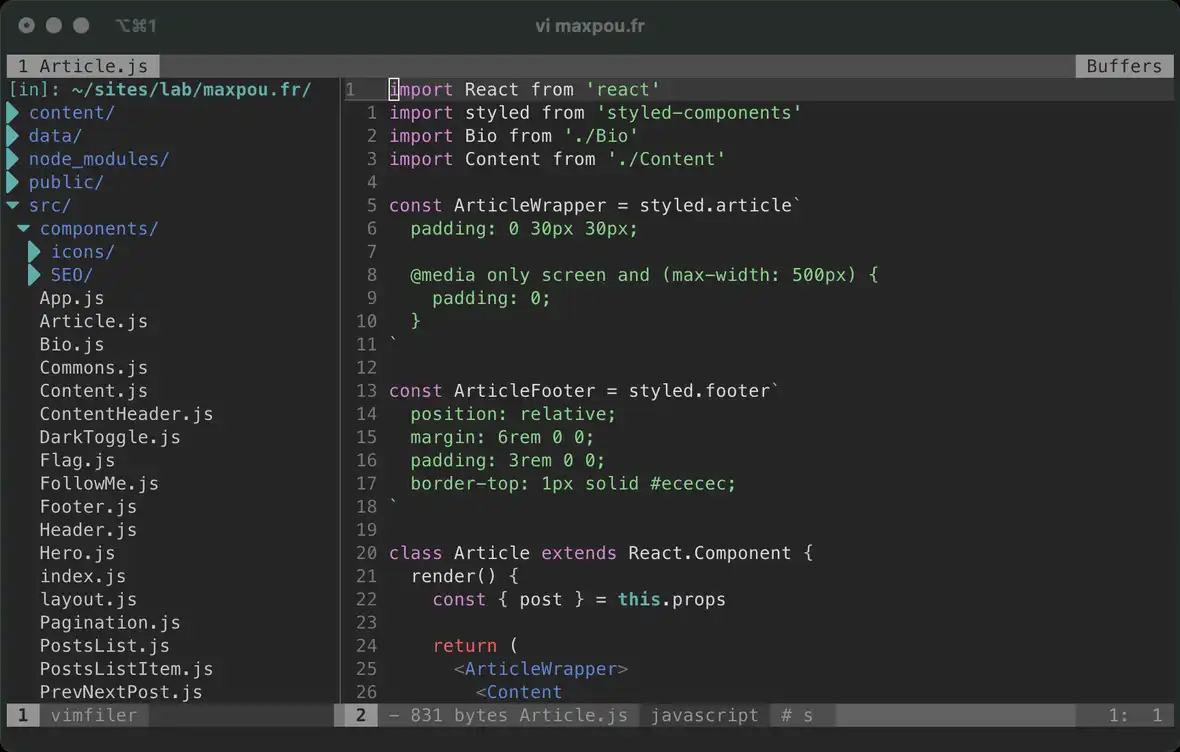 ⌥⌘1 vi maxpou.fr
1 Article.js Buffers
[in]: ~/sites/lab/maxpou.fr/
content/
data/
node_modules/
public/
src/
components/
icons/
SEO/
App.js
Article.js
Bio.js
Commons.js
Content.js
ContentHeader.js
DarkToggle.js
Flag.js
FollowMe.js
Footer.js
Header.js
Hero.js
index.js
layout.js
Pagination.js
PostsList.js
PostsListItem.js
PrevNextPost.js
1 vimfiler
1 import React from 'react'
1 import styled from 'styled-components'
2 import Bio from './Bio'
3 import Content from './Content'
4
5 const ArticleWrapper = styled.article`
6 padding: 0 30px 30px;
7
8 @media only screen and (max-width: 500px) {
9 padding: 0;
10 }
11 `
12
13 const ArticleFooter = styled.footer`
14 position: relative;
15 margin: 6rem 0 0;
16 padding: 3rem 0 0;
17 border-top: 1px solid #ececec;
18 `
19
20 class Article extends React.Component {
21 render() {
22 const { post } = this.props
23
24 return (
25 <ArticleWrapper>
26 <Content
2 - 831 bytes Article.js javascript # s 1: 1